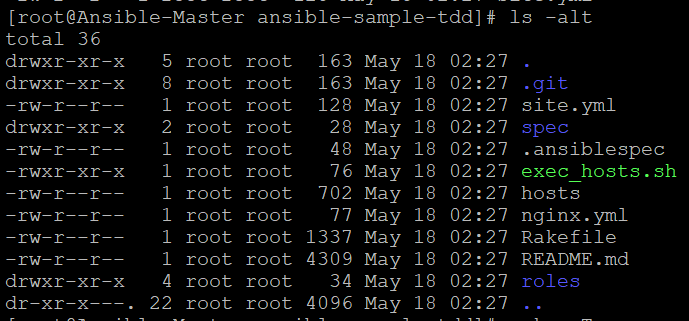 [root@Ansible-Master ansible-sample-tdd]# ls -alt
total 36
drwxr-xr-x   5 root root  163 May 18 02:27 .
drwxr-xr-x   8 root root  163 May 18 02:27 .git
-rw-r--r--   1 root root  128 May 18 02:27 site.yml
drwxr-xr-x   2 root root   28 May 18 02:27 spec
-rw-r--r--   1 root root   48 May 18 02:27 .ansiblespec
-rwxr-xr-x   1 root root   76 May 18 02:27 exec_hosts.sh
-rw-r--r--   1 root root  702 May 18 02:27 hosts
-rw-r--r--   1 root root   77 May 18 02:27 nginx.yml
-rw-r--r--   1 root root 1337 May 18 02:27 Rakefile
-rw-r--r--   1 root root 4309 May 18 02:27 README.md
drwxr-xr-x   4 root root   34 May 18 02:27 roles
dr-xr-x---. 22 root root 4096 May 18 02:27 ..